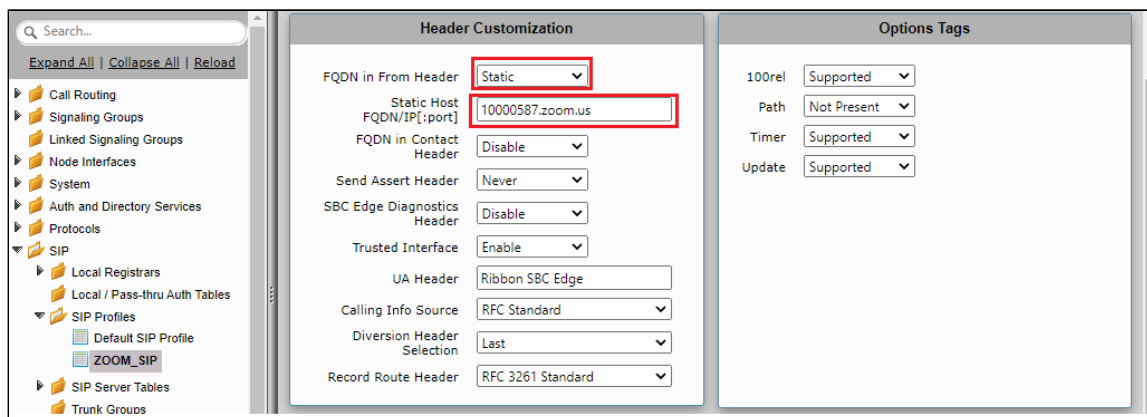 Search...
Expand All | Collapse All | Reload
Call Routing
Signaling Groups
Linked Signaling Groups
Node Interfaces
System
Auth and Directory Services
Protocols
SIP
Local Registrars
Local / Pass-thru Auth Tables
SIP Profiles
Default SIP Profile
ZOOM_SIP
SIP Server Tables
Trunk Groups
Header Customization
FQDN in From Header Static
Static Host
FQDN/IP[:port] 10000587.zoom.us
FQDN in Contact
Header Disable
Send Assert Header Never
SBC Edge Diagnostics
Header Disable
Trusted Interface Enable
UA Header Ribbon SBC Edge
Calling Info Source RFC Standard
Diversion Header
Selection Last
Record Route Header RFC 3261 Standard
Options Tags
100rel Supported
Path Not Present
Timer Supported
Update Supported